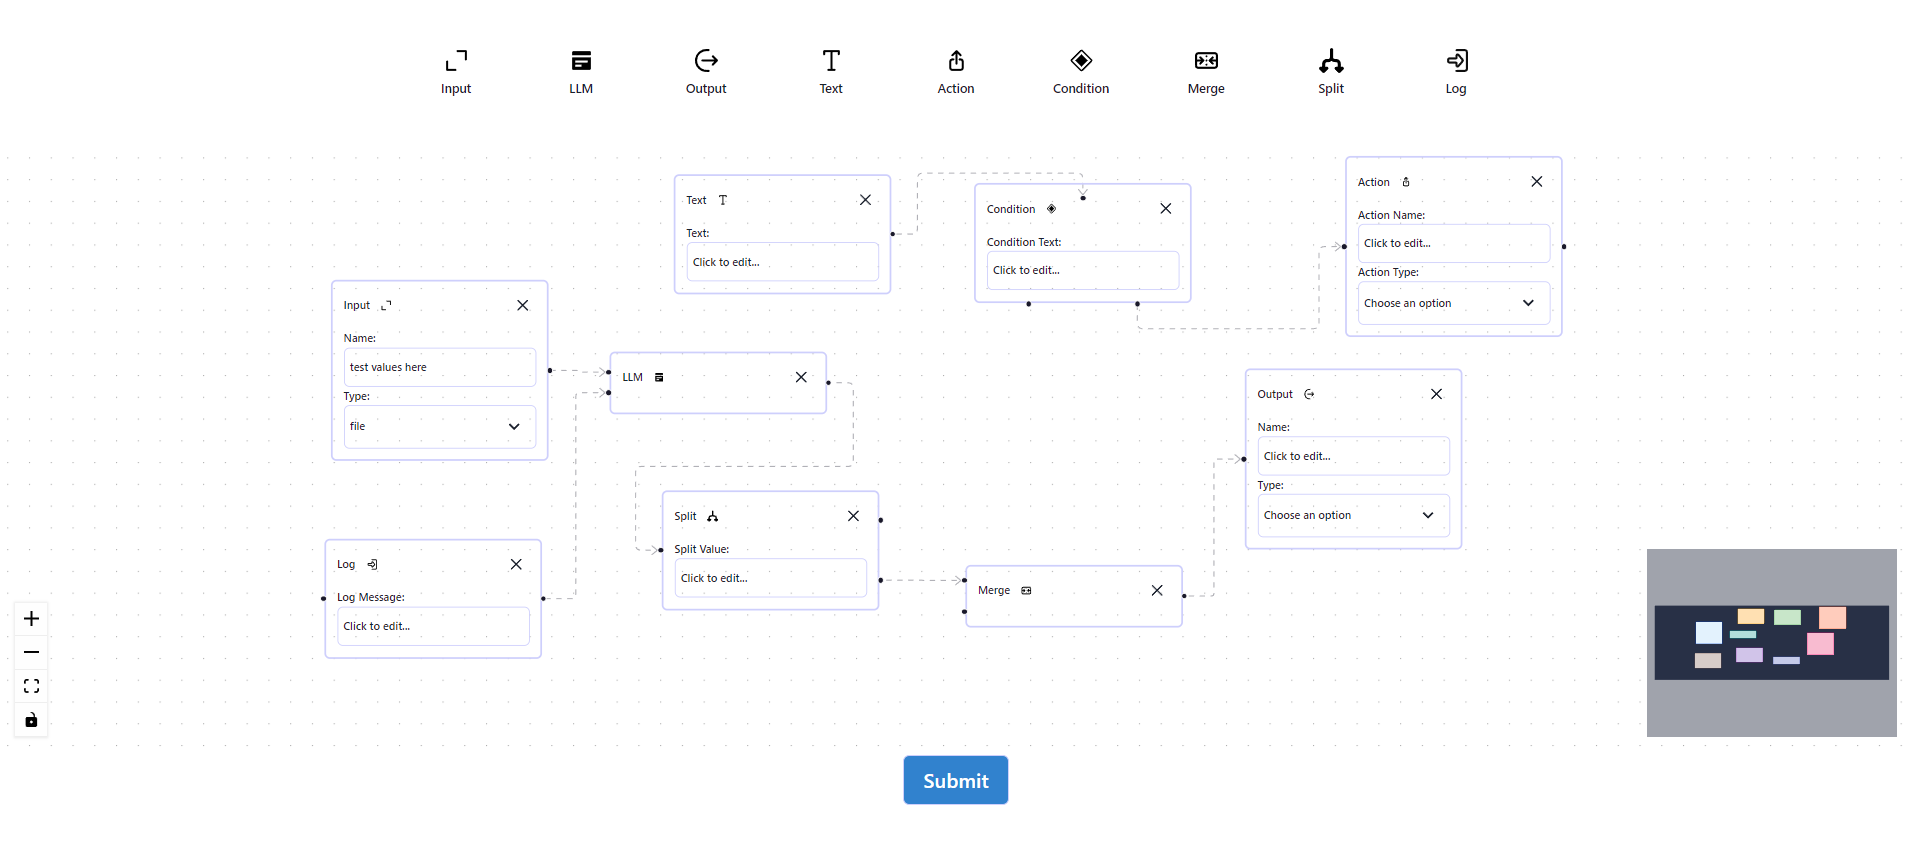 Input LLM Output Text Action Condition Merge Split Log
Text
Text:
Click to edit...
Condition
Condition Text:
Click to edit...
Action
Action Name:
Click to edit...
Action Type:
Choose an option
Input
Name:
test values here
Type:
file
LLM
Output
Name:
Click to edit...
Type:
Choose an option
Split
Split Value:
Click to edit...
Log
Log Message:
Click to edit...
Merge
Submit